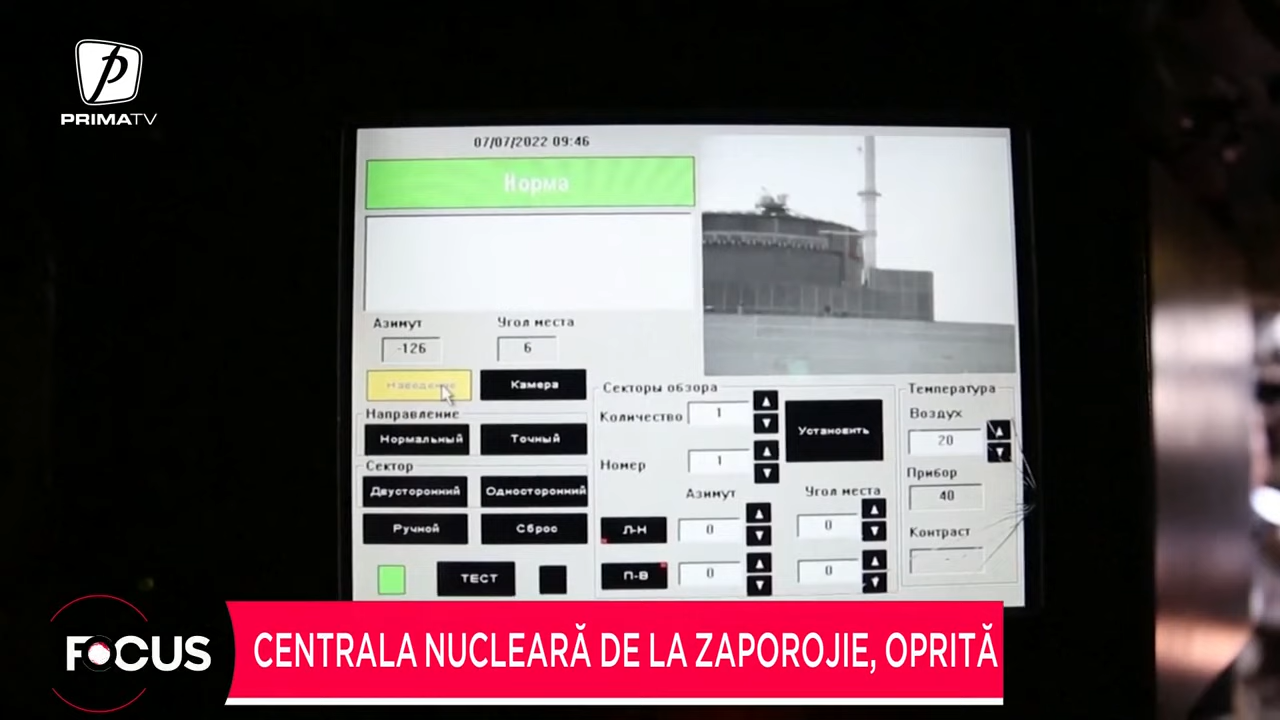 PRIMATV
07/07/2022 09:46
Норма
Азимут
Угол места
-126
6
Наведение
Камера
Направление
Нормальный
Точный
Сектор
Двусторонний
Односторонний
Ручной
Сброс
ТЕСТ
Секторы обзора
Количество
1
Номер
1
Установить
Азимут
Угол места
Л-Н
0
0
П-В
0
0
Температура
Воздух
20
Прибор
40
Контраст
FOCUS
CENTRALA NUCLEARĂ DE LA ZAPOROJIE, OPRITĂ